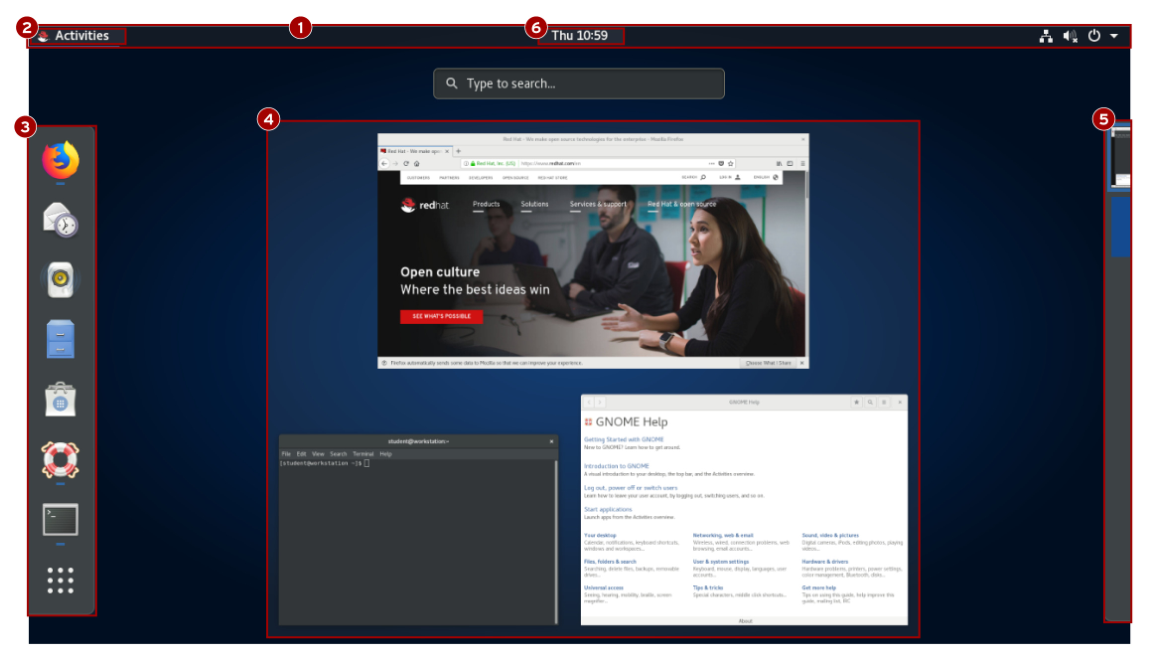 2 1 6
Activities Thu 10:59
Type to search...
3 4 5
Red Hat - We make open source technologies for the enterprise - Mozilla Firefox
Red Hat - We make open
Red Hat, Inc. (US) https://www.redhat.com/en
CUSTOMERS PARTNERS DEVELOPERS OPEN SOURCE RED HAT STORE SEARCH LOG IN ENGLISH
redhat Products Solutions Services & support Red Hat & open source
Open culture
Where the best ideas win
SEE WHAT'S POSSIBLE
Firefox automatically sends some data to Mozilla so that we can improve your experience. Choose What I Share
student@workstation:~
File Edit View Search Terminal Help
[student@workstation ~]$
GNOME Help
GNOME Help
Getting Started with GNOME
New to GNOME? Learn how to get around.
Introduction to GNOME
A visual introduction to your desktop, the top bar, and the Activities overview.
Log out, power off or switch users
Learn how to leave your user account, by logging out, switching users, and so on.
Start applications
Launch apps from the Activities overview.
Your desktop
Calendar, notifications, keyboard shortcuts,
windows and workspaces...
Networking, web & email
Wireless, wired, connection problems, web
browsing, email accounts...
Sound, video & pictures
Digital cameras, iPods, editing photos, playing
videos...
Files, folders & search
Searching, delete files, backups, removable
drives...
User & system settings
Keyboard, mouse, display, languages, user
accounts...
Hardware & drivers
Hardware problems, printers, power settings,
color management, Bluetooth, disks...
Universal access
Seeing, hearing, mobility, braille, screen
magnifier...
Tips & tricks
Special characters, middle click shortcuts...
Get more help
Tips on using this guide, help improve this
guide, mailing list, IRC
About